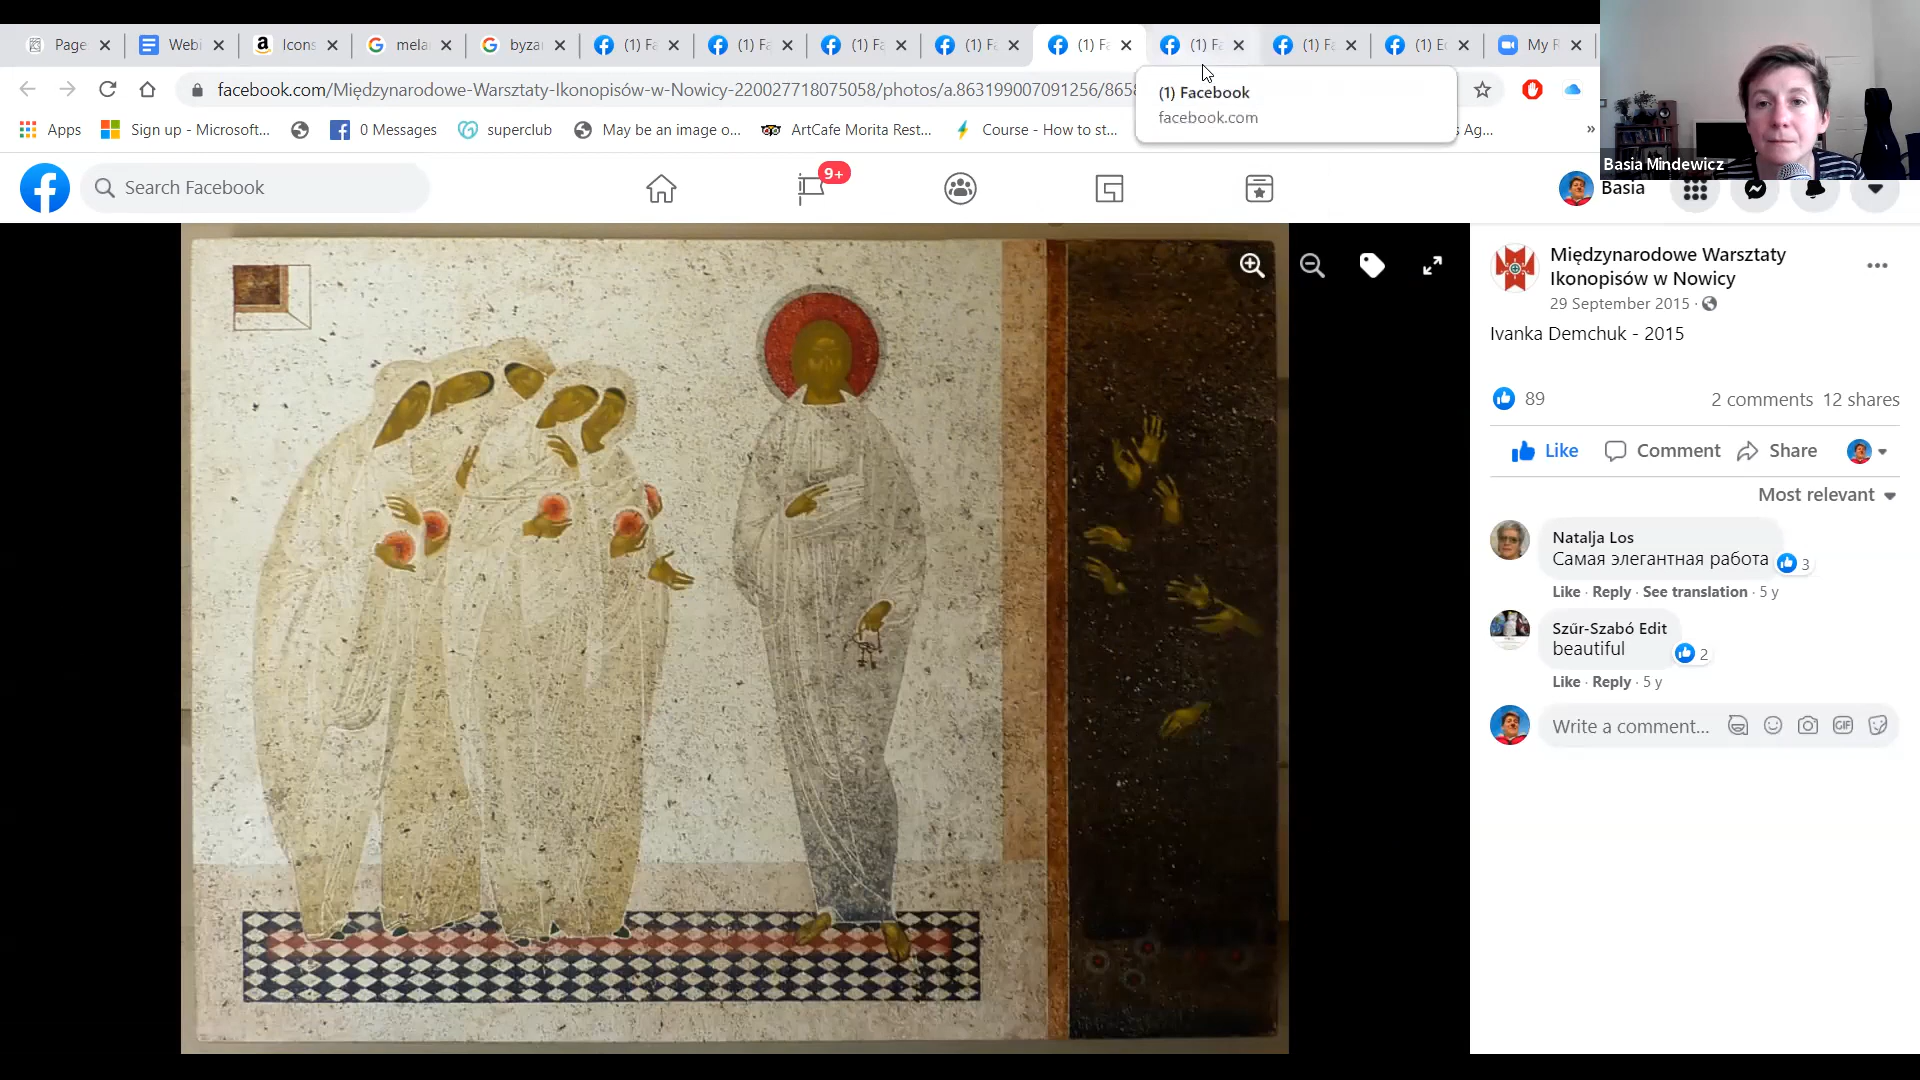 Page
Webi
Icons
mela
byza
(1) Fa
(1) Fa
(1) Fa
(1) Fa
(1) Fa
(1) Fa
(1) Fa
(1) Ec
My R
facebook.com/Międzynarodowe-Warsztaty-Ikonopisów-w-Nowicy-220027718075058/photos/a.863199007091256/865
(1) Facebook
facebook.com
Apps
Sign up - Microsoft...
0 Messages
superclub
May be an image o...
ArtCafe Morita Rest...
Course - How to st...
s Ag...
»
Basia Mindewicz
Search Facebook
9+
Basia
Międzynarodowe Warsztaty
Ikonopisów w Nowicy
29 September 2015 ·
Ivanka Demchuk - 2015
89
2 comments 12 shares
Like Comment Share
Most relevant
Natalja Los
Самая элегантная работа
3
Like · Reply · See translation · 5 y
Szűr-Szabó Edit
beautiful
2
Like · Reply · 5 y
Write a comment...
GIF